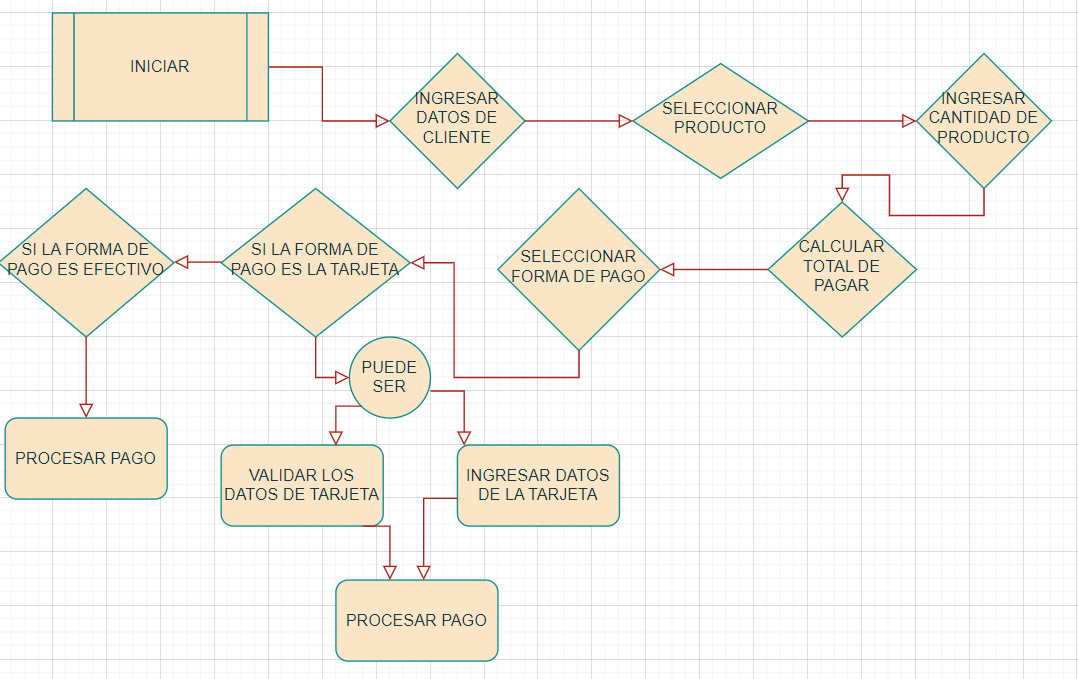 INICIAR
INGRESAR
DATOS DE
CLIENTE
SELECCIONAR
PRODUCTO
INGRESAR
CANTIDAD DE
PRODUCTO
SI LA FORMA DE
PAGO ES EFECTIVO
SI LA FORMA DE
PAGO ES LA TARJETA
SELECCIONAR
FORMA DE PAGO
CALCULAR
TOTAL DE
PAGAR
PUEDE
SER
PROCESAR PAGO
VALIDAR LOS
DATOS DE TARJETA
INGRESAR DATOS
DE LA TARJETA
PROCESAR PAGO